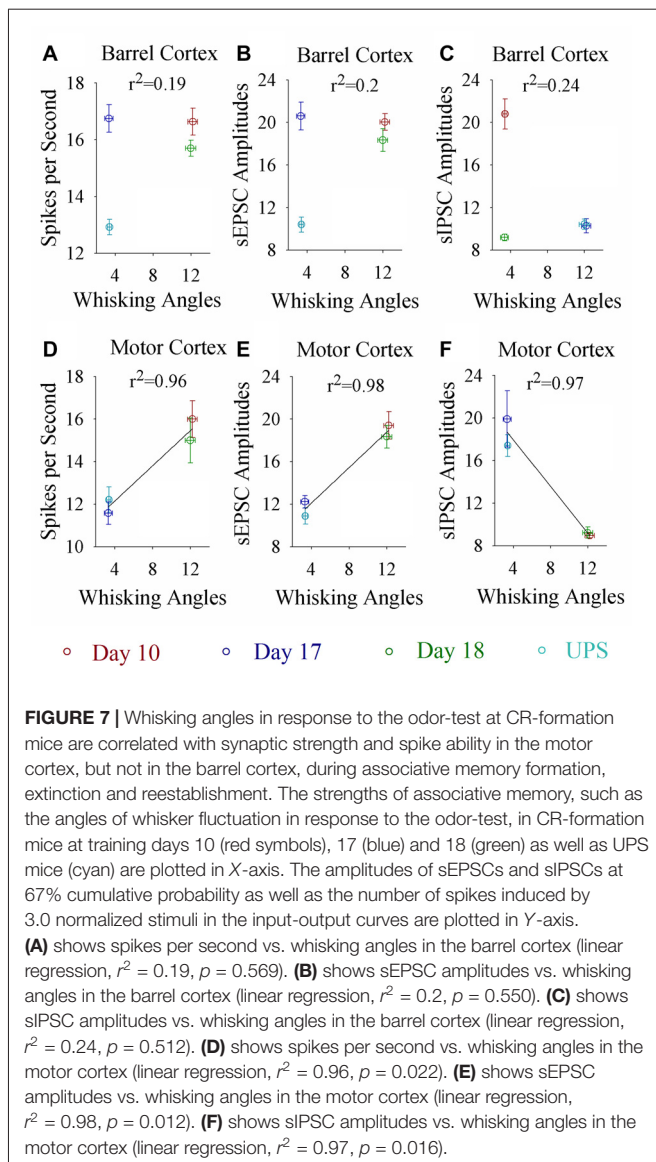 A Barrel Cortex
r²=0.19
Spikes per Second
18
16
14
12
4 8 12
Whisking Angles
B Barrel Cortex
r²=0.2
sEPSC Amplitudes
24
20
16
12
8
4 8 12
Whisking Angles
C Barrel Cortex
r²=0.24
sIPSC Amplitudes
24
20
16
12
8
4 8 12
Whisking Angles
D Motor Cortex
r²=0.96
Spikes per Second
18
16
14
12
10
4 8 12
Whisking Angles
E Motor Cortex
r²=0.98
sEPSC Amplitudes
24
20
16
12
8
4 8 12
Whisking Angles
F Motor Cortex
r²=0.97
sIPSC Amplitudes
24
20
16
12
8
4 8 12
Whisking Angles
Day 10 Day 17 Day 18 UPS
FIGURE 7 | Whisking angles in response to the odor-test at CR-formation
mice are correlated with synaptic strength and spike ability in the motor
cortex, but not in the barrel cortex, during associative memory formation,
extinction and reestablishment. The strengths of associative memory, such as
the angles of whisker fluctuation in response to the odor-test, in CR-formation
mice at training days 10 (red symbols), 17 (blue) and 18 (green) as well as UPS
mice (cyan) are plotted in X-axis. The amplitudes of sEPSCs and sIPSCs at
67% cumulative probability as well as the number of spikes induced by
3.0 normalized stimuli in the input-output curves are plotted in Y-axis.
(A) shows spikes per second vs. whisking angles in the barrel cortex (linear
regression, r² = 0.19, p = 0.569). (B) shows sEPSC amplitudes vs. whisking
angles in the barrel cortex (linear regression, r² = 0.2, p = 0.550). (C) shows
sIPSC amplitudes vs. whisking angles in the barrel cortex (linear regression,
r² = 0.24, p = 0.512). (D) shows spikes per second vs. whisking angles in the
motor cortex (linear regression, r² = 0.96, p = 0.022). (E) shows sEPSC
amplitudes vs. whisking angles in the motor cortex (linear regression,
r² = 0.98, p = 0.012). (F) shows sIPSC amplitudes vs. whisking angles in the
motor cortex (linear regression, r² = 0.97, p = 0.016).